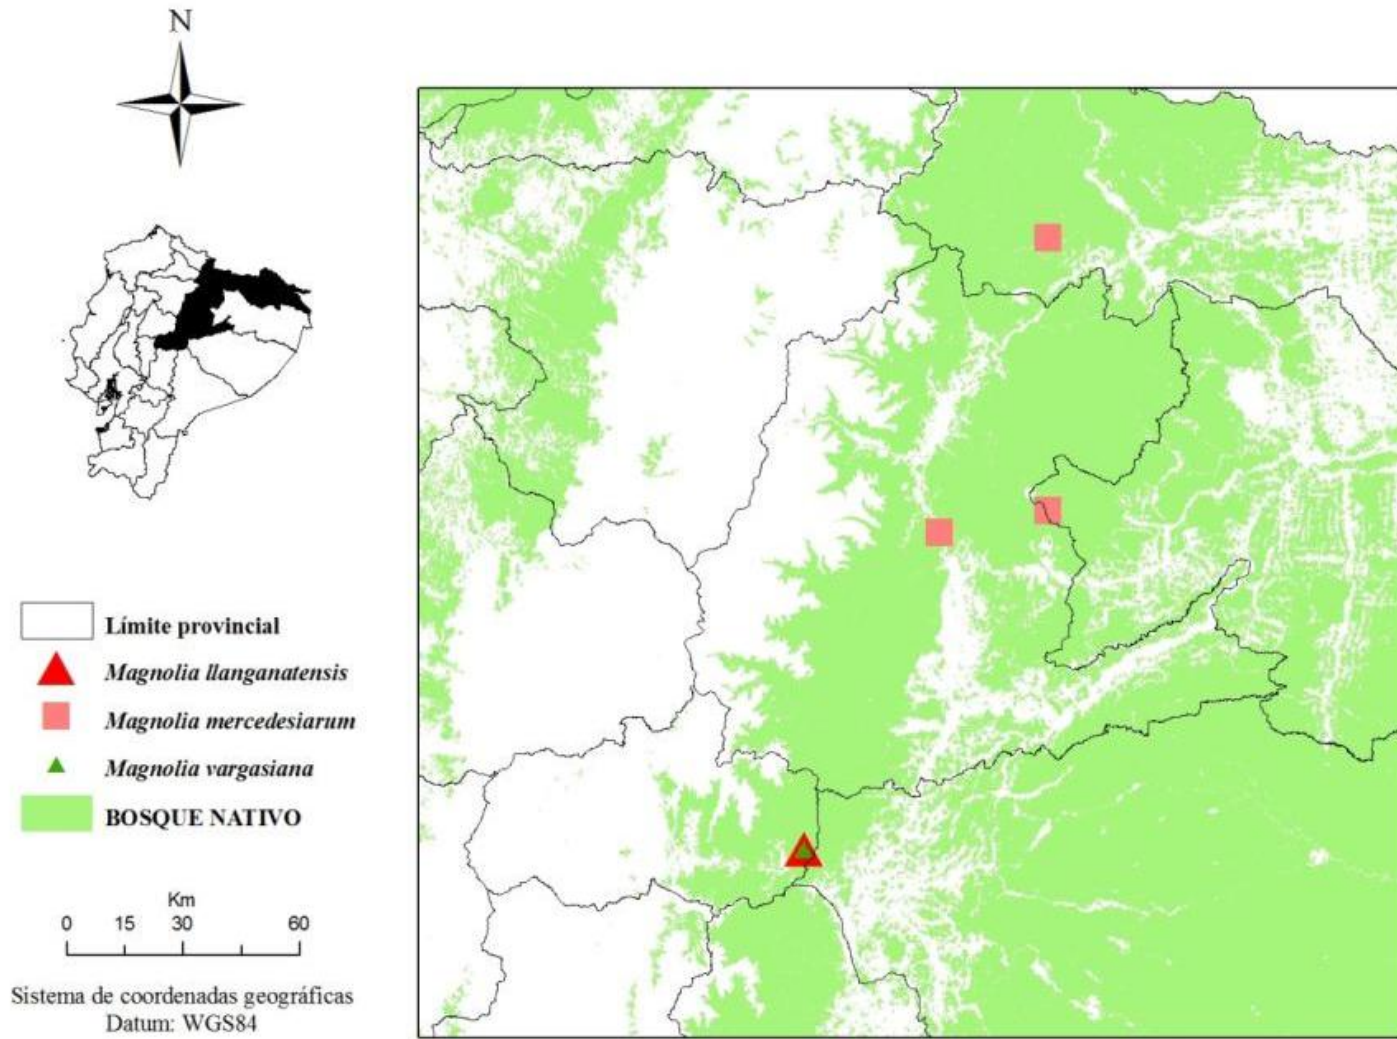 N
Límite provincial
Magnolia llanganatensis
Magnolia mercedesiarum
Magnolia vargasiana
BOSQUE NATIVO
Km
0 15 30 60
Sistema de coordenadas geográficas
Datum: WGS84